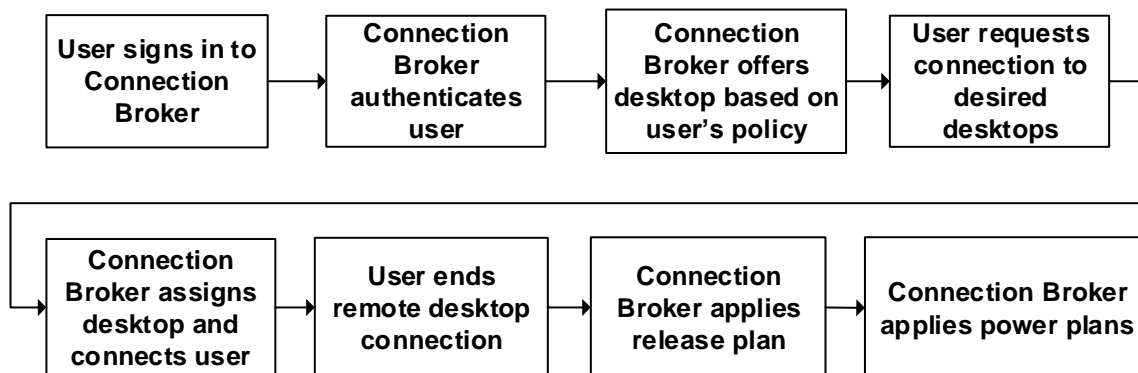 User signs in to
Connection
Broker
Connection
Broker
authenticates
user
Connection
Broker offers
desktop based on
user's policy
User requests
connection to
desired
desktops
Connection
Broker assigns
desktop and
connects user
User ends
remote desktop
connection
Connection
Broker applies
release plan
Connection Broker
applies power plans